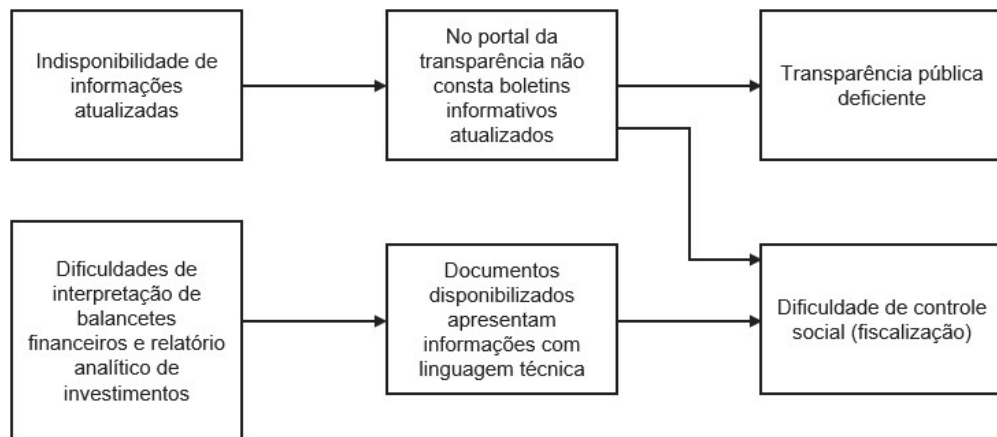 Indisponibilidade de
informações
atualizadas
No portal da
transparência não
consta boletins
informativos
atualizados
Transparência pública
deficiente
Dificuldades de
interpretação de
balancetes
financeiros e relatório
analítico de
investimentos
Documentos
disponibilizados
apresentam
informações com
linguagem técnica
Dificuldade de controle
social (fiscalização)